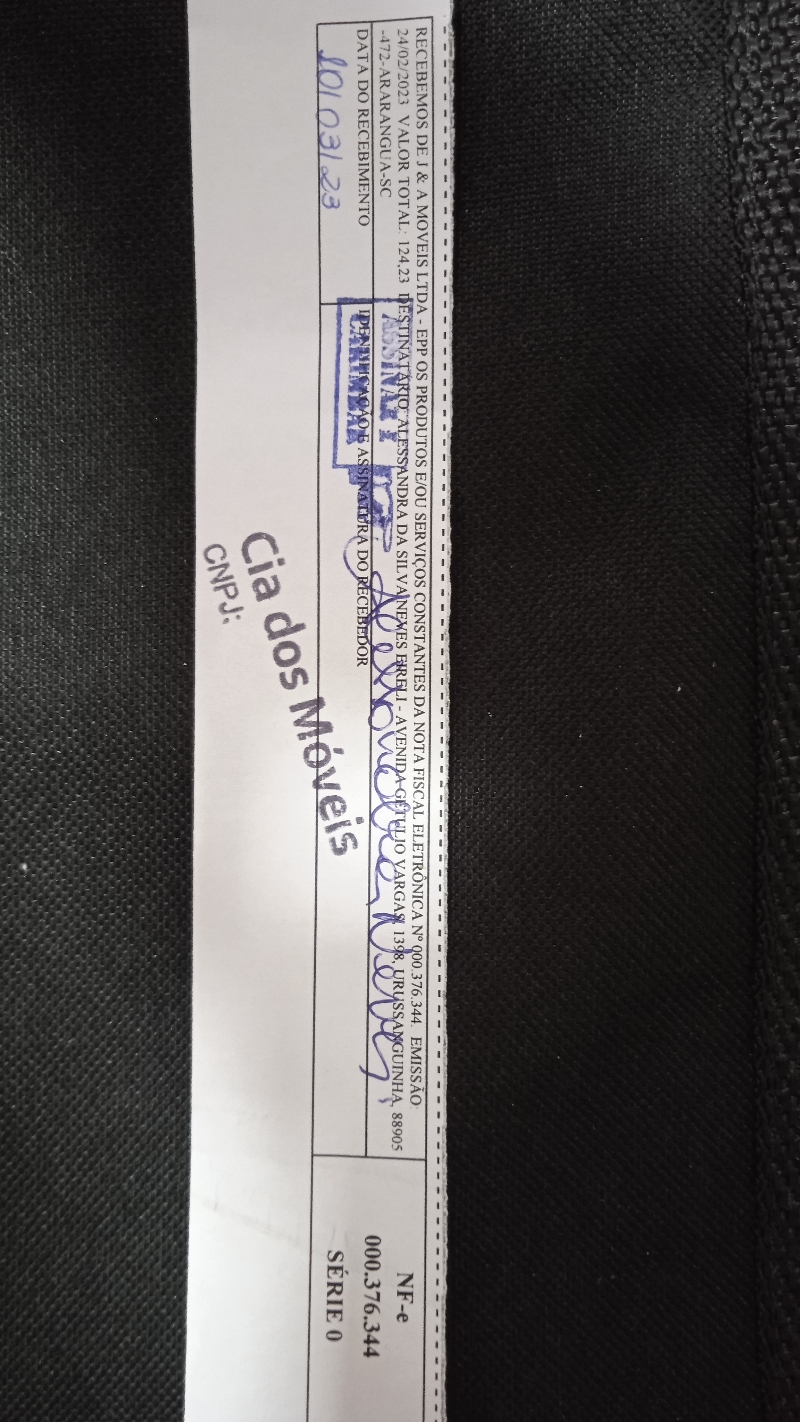 RECEBEMOS DE J & A MOVEIS LTDA - EPP OS PRODUTOS E/OU SERVIÇOS CONSTANTES DA NOTA FISCAL ELETRÔNICA Nº 000.376.344 EMISSÃO:
24/02/2023 VALOR TOTAL: 124,23 DESTINATÁRIO: ALESSANDRA DA SILVA NEVES EIRELI - AVENIDA GETULIO VARGAS, 1398, URUSSANGUINHA, 88905
-472-ARARANGUA-SC
DATA DO RECEBIMENTO
IDENTIFICAÇÃO E ASSINATURA DO RECEBEDOR
ASSINAR E
CARIMBAR
03/23
Neves
NF-e
000.376.344
SÉRIE 0
Cia dos Móveis
CNPJ: